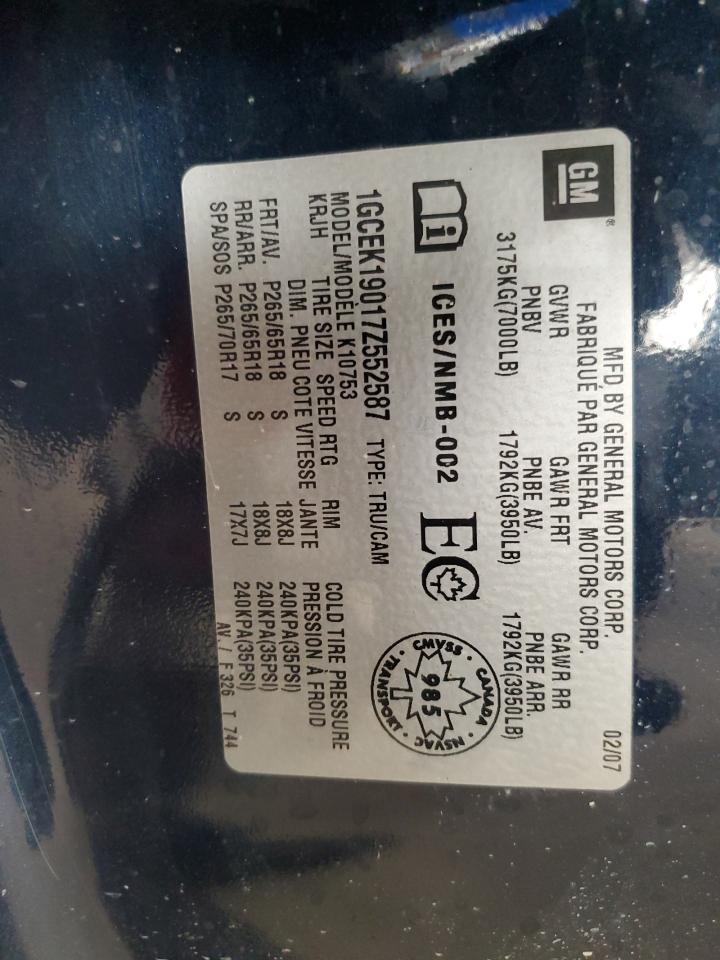 GM®
MFD. BY GENERAL MOTORS CORP. 02/07
FABRIQUÉ PAR GENERAL MOTORS CORP.
GVWR GAWR FRT GAWR RR
PNBV PNBE AV. PNBE ARR.
3175KG(7000LB) 1792KG(3950LB) 1792KG(3950LB)
i ICES/NMB-002 EC
CANADA · NSVAC · TRANSPORT · CMVSS ·
985
1GCEK19017Z552587 TYPE: TRU/CAM
MODEL/MODÈLE K10753
KRJH TIRE SIZE SPEED RTG RIM COLD TIRE PRESSURE
DIM. PNEU COTE VITESSE JANTE PRESSION À FROID
FRT/AV. P265/65R18 S 18X8J 240KPA(35PSI)
RR/ARR. P265/65R18 S 18X8J 240KPA(35PSI)
SPA/SOS P265/70R17 S 17X7J 240KPA(35PSI)
AV / F 326 T 744